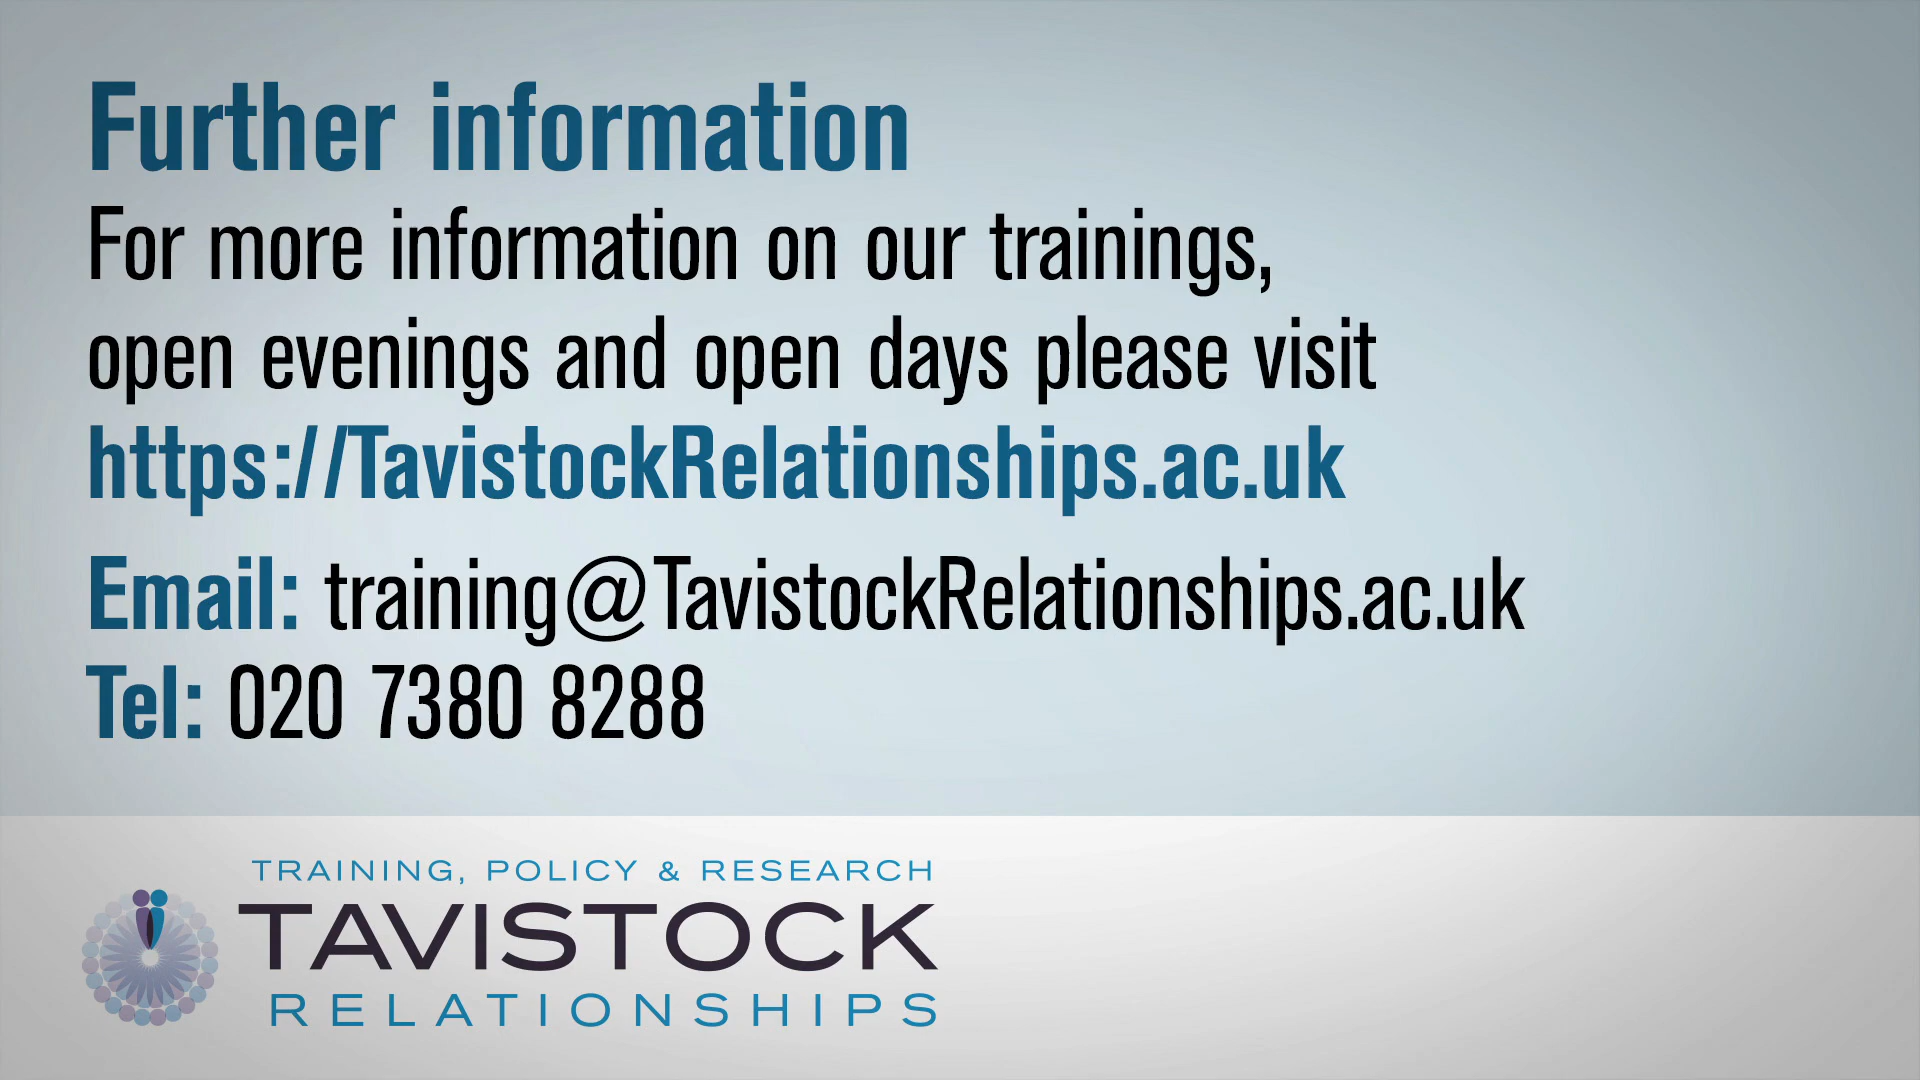 Further information
For more information on our trainings,
open evenings and open days please visit
https://TavistockRelationships.ac.uk
Email: training@TavistockRelationships.ac.uk
Tel: 020 7380 8288
TRAINING, POLICY & RESEARCH
TAVISTOCK
RELATIONSHIPS